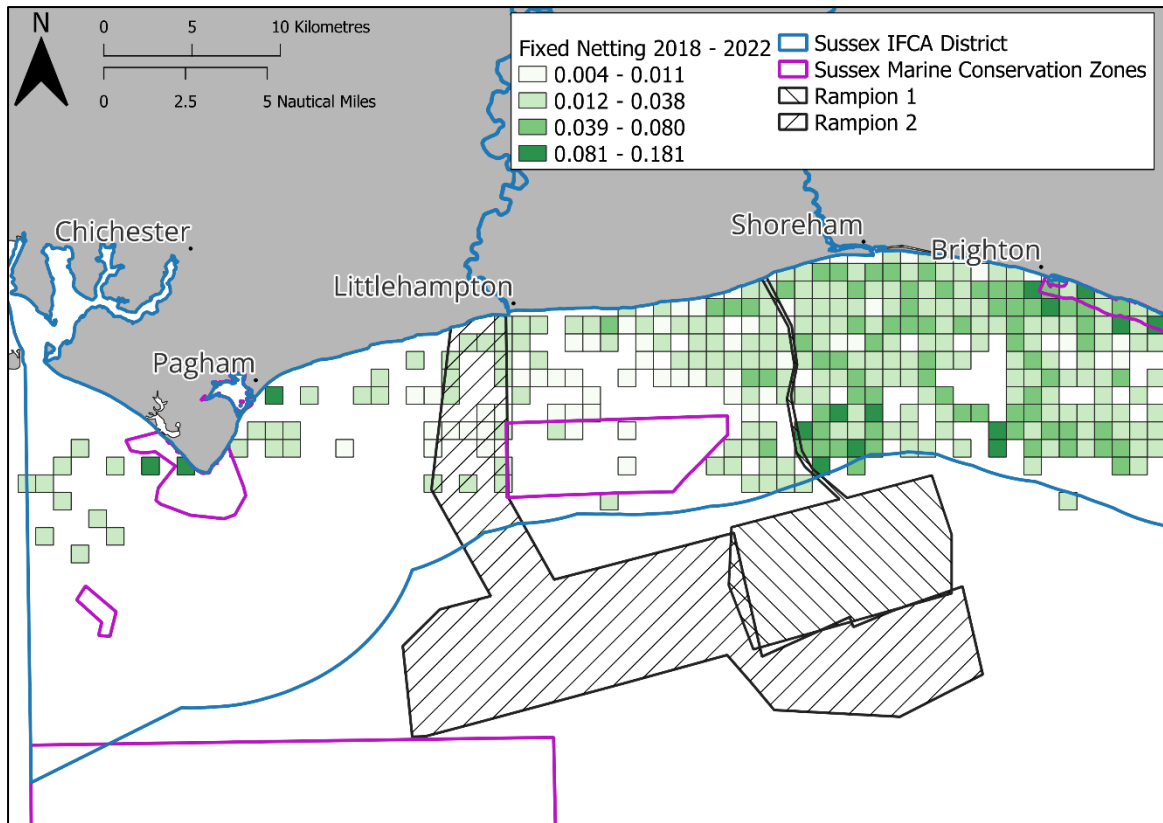 N
0 5 10 Kilometres
0 2.5 5 Nautical Miles
Fixed Netting 2018 - 2022
0.004 - 0.011
0.012 - 0.038
0.039 - 0.080
0.081 - 0.181
Sussex IFCA District
Sussex Marine Conservation Zones
Rampion 1
Rampion 2
Chichester
Shoreham
Brighton
Littlehampton
Pagham